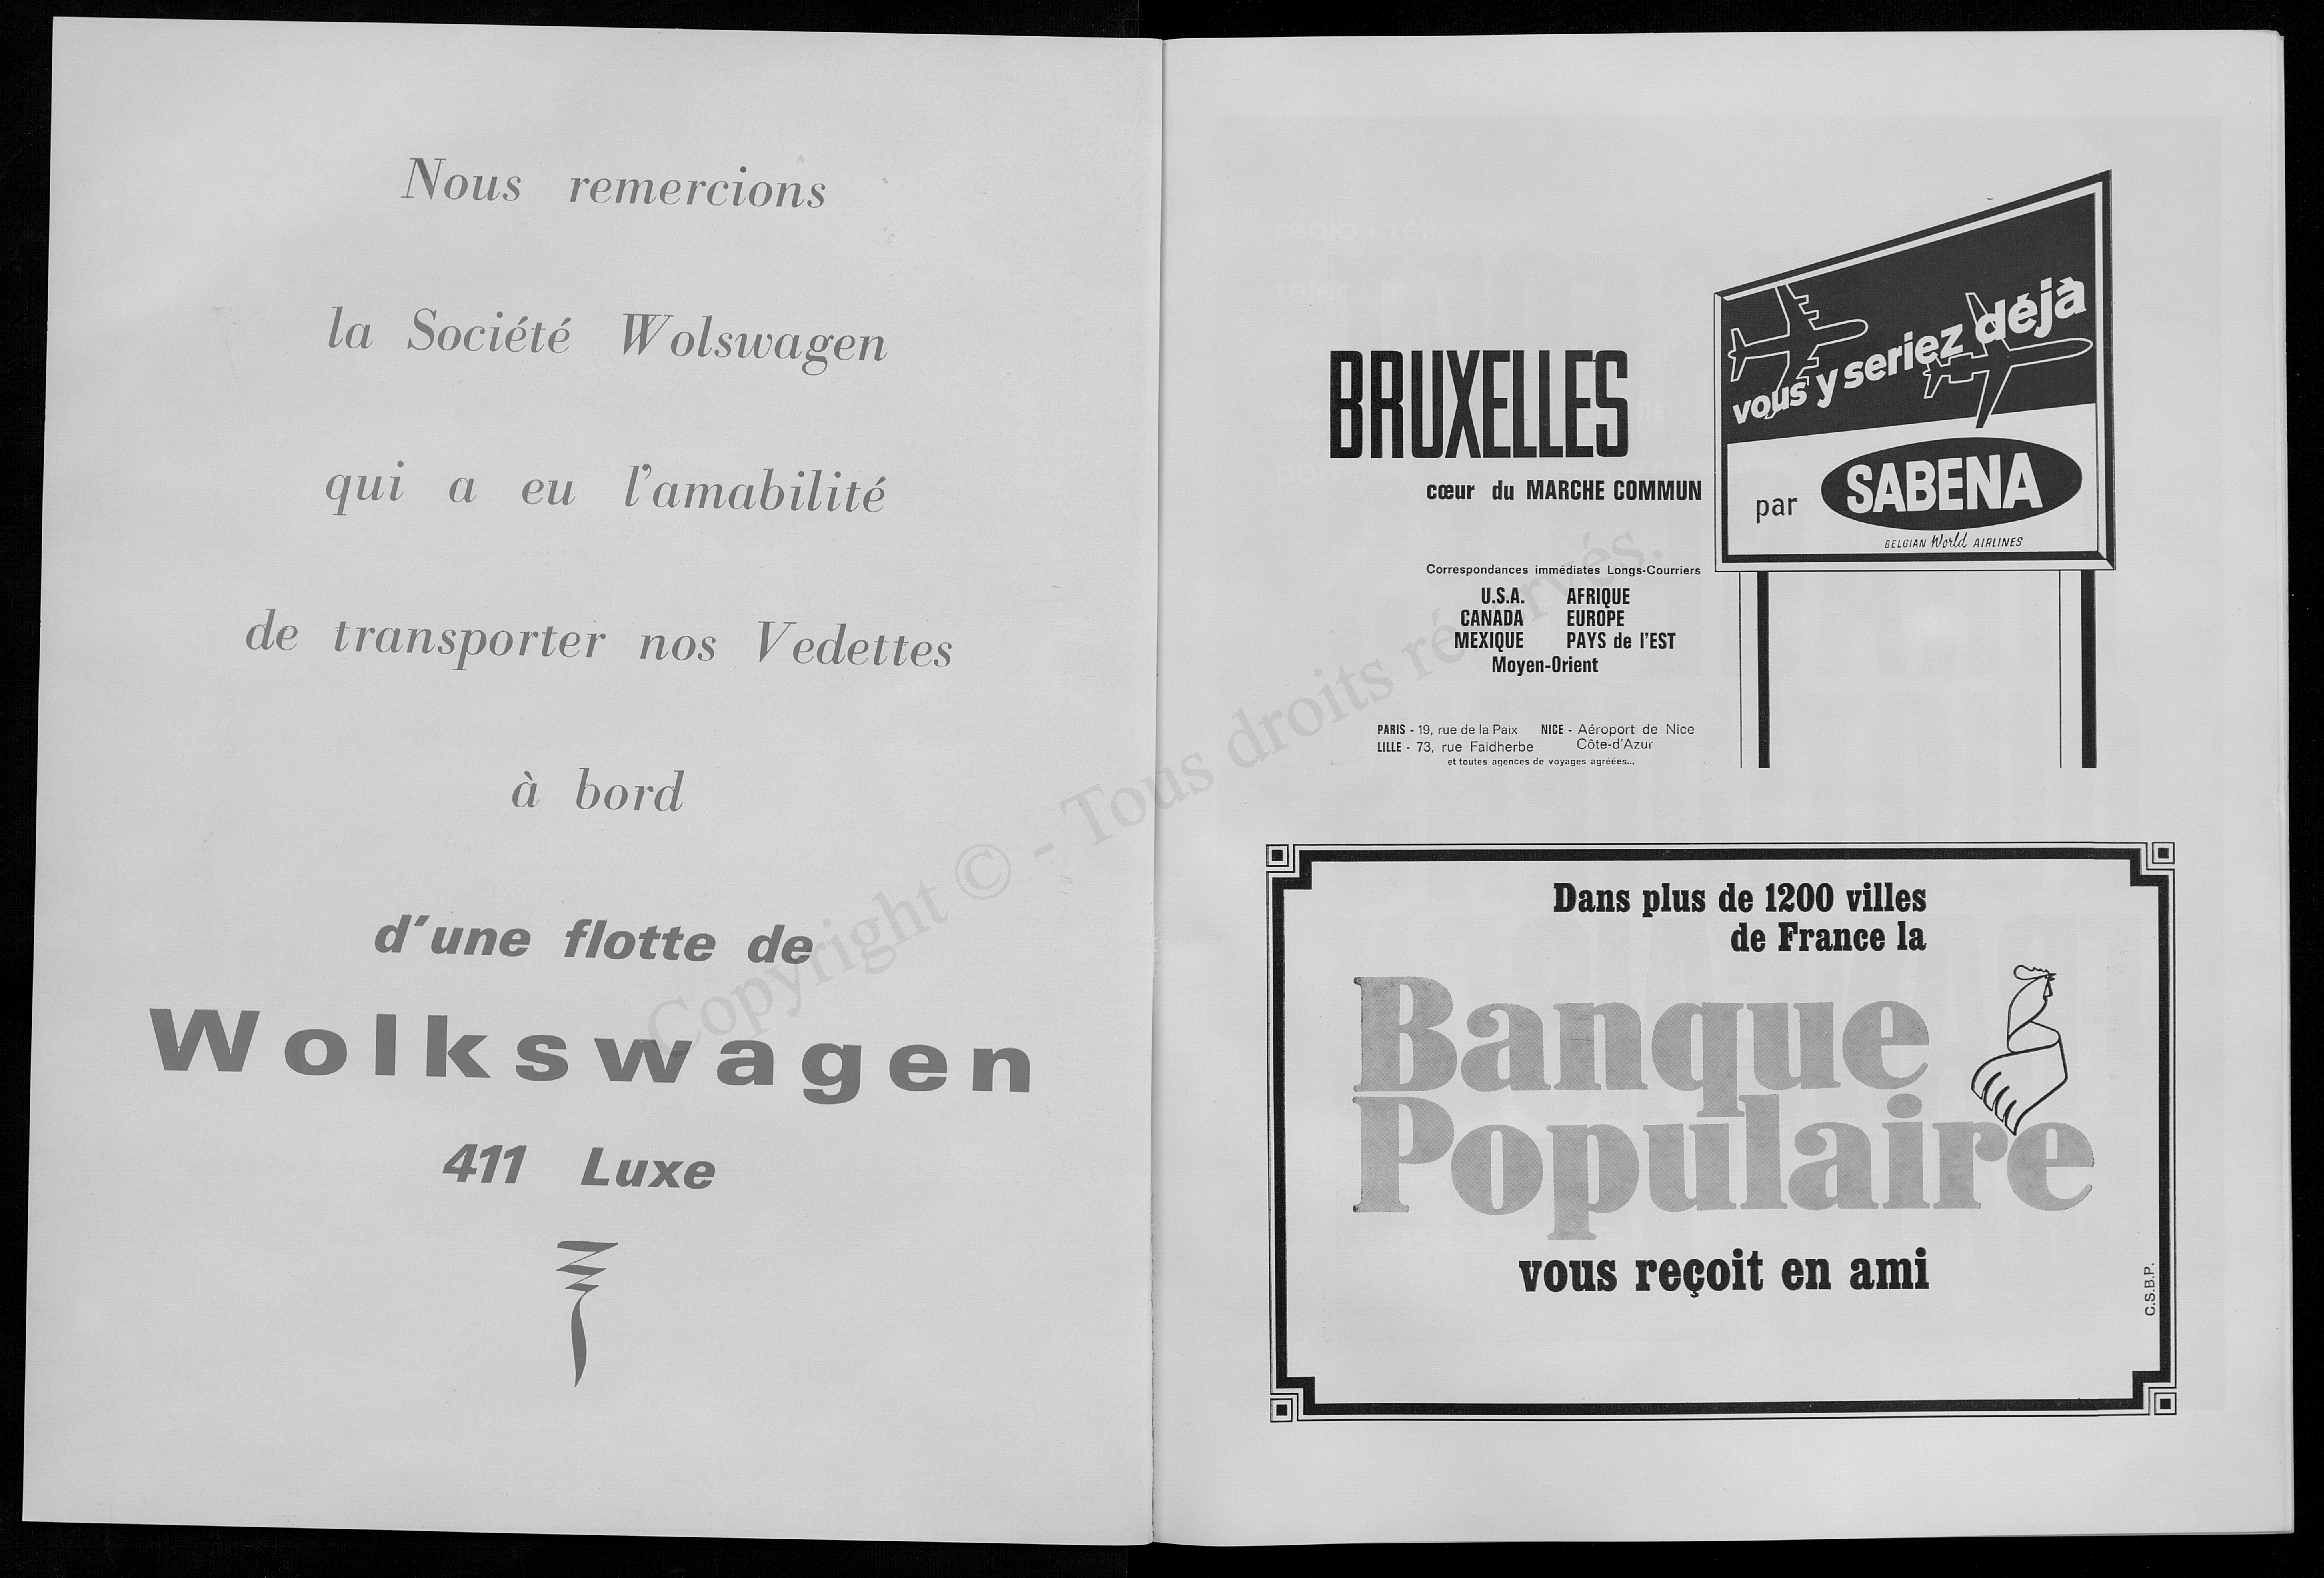 Nous remercions
la Société Wolswagen
qui a eu l'amabilité
de transporter nos Vedettes
à bord
d'une flotte de
Wolkswagen
411 Luxe
vous y seriez déjà
par SABENA
BELGIAN World AIRLINES
BRUXELLES
cœur du MARCHE COMMUN
Correspondances immédiates Longs-Courriers
U.S.A. AFRIQUE
CANADA EUROPE
MEXIQUE PAYS de l'EST
Moyen-Orient
PARIS - 19, rue de la Paix NICE - Aéroport de Nice
LILLE - 73, rue Faidherbe Côte-d'Azur
et toutes agences de voyages agréées...
Dans plus de 1200 villes
de France la
Banque
Populaire
vous reçoit en ami
C.S.B.P.
Copyright © - Tous droits réservés.